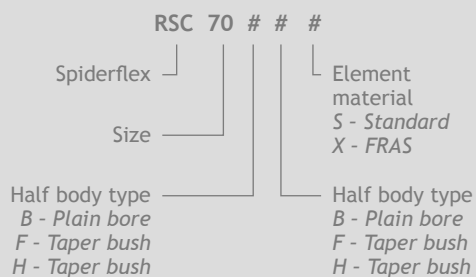 RSC 70 # # #
Spiderflex
Element
material
S - Standard
X - FRAS
Size
Half body type
B - Plain bore
F - Taper bush
H - Taper bush
Half body type
B - Plain bore
F - Taper bush
H - Taper bush